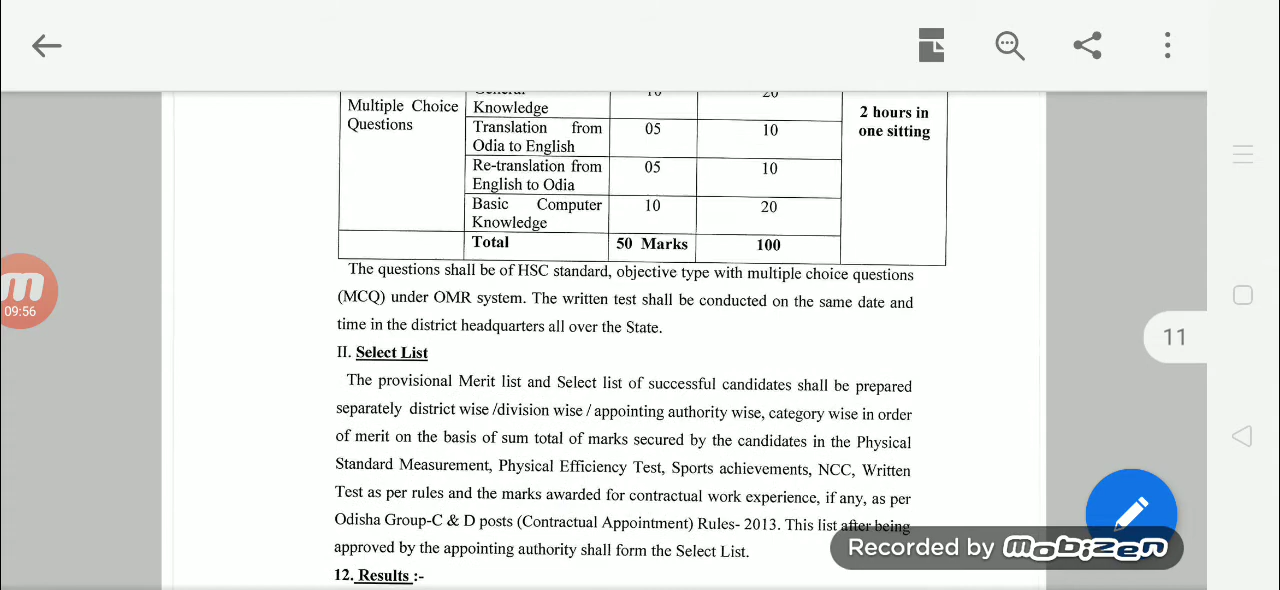 General 10 20
Multiple Choice Knowledge 2 hours in
Questions Translation from 05 10 one sitting
Odia to English
Re-translation from 05 10
English to Odia
Basic Computer 10 20
Knowledge
Total 50 Marks 100
The questions shall be of HSC standard, objective type with multiple choice questions
(MCQ) under OMR system. The written test shall be conducted on the same date and
time in the district headquarters all over the State.
II. Select List
The provisional Merit list and Select list of successful candidates shall be prepared
separately district wise /division wise / appointing authority wise, category wise in order
of merit on the basis of sum total of marks secured by the candidates in the Physical
Standard Measurement, Physical Efficiency Test, Sports achievements, NCC, Written
Test as per rules and the marks awarded for contractual work experience, if any, as per
Odisha Group-C & D posts (Contractual Appointment) Rules- 2013. This list after being
approved by the appointing authority shall form the Select List.
12. Results :-
m
09:56
11
Recorded by mobizen